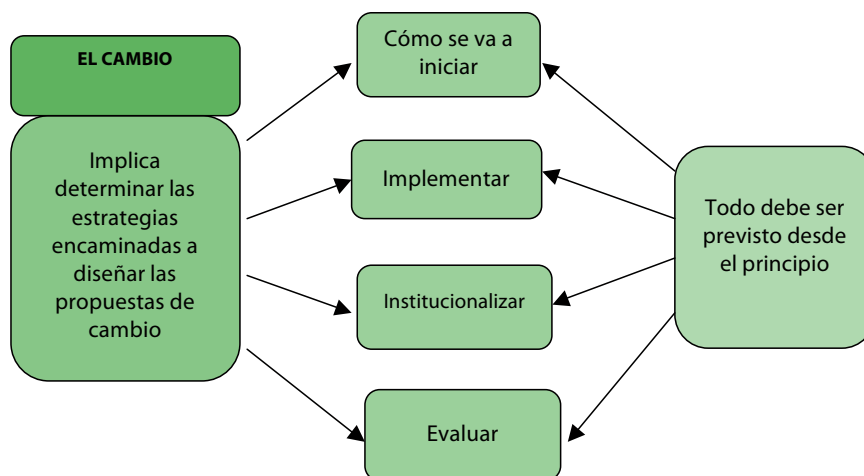 EL CAMBIO
Implica
determinar las
estrategias
encaminadas a
diseñar las
propuestas de
cambio
Cómo se va a
iniciar
Implementar
Institucionalizar
Evaluar
Todo debe ser
previsto desde
el principio